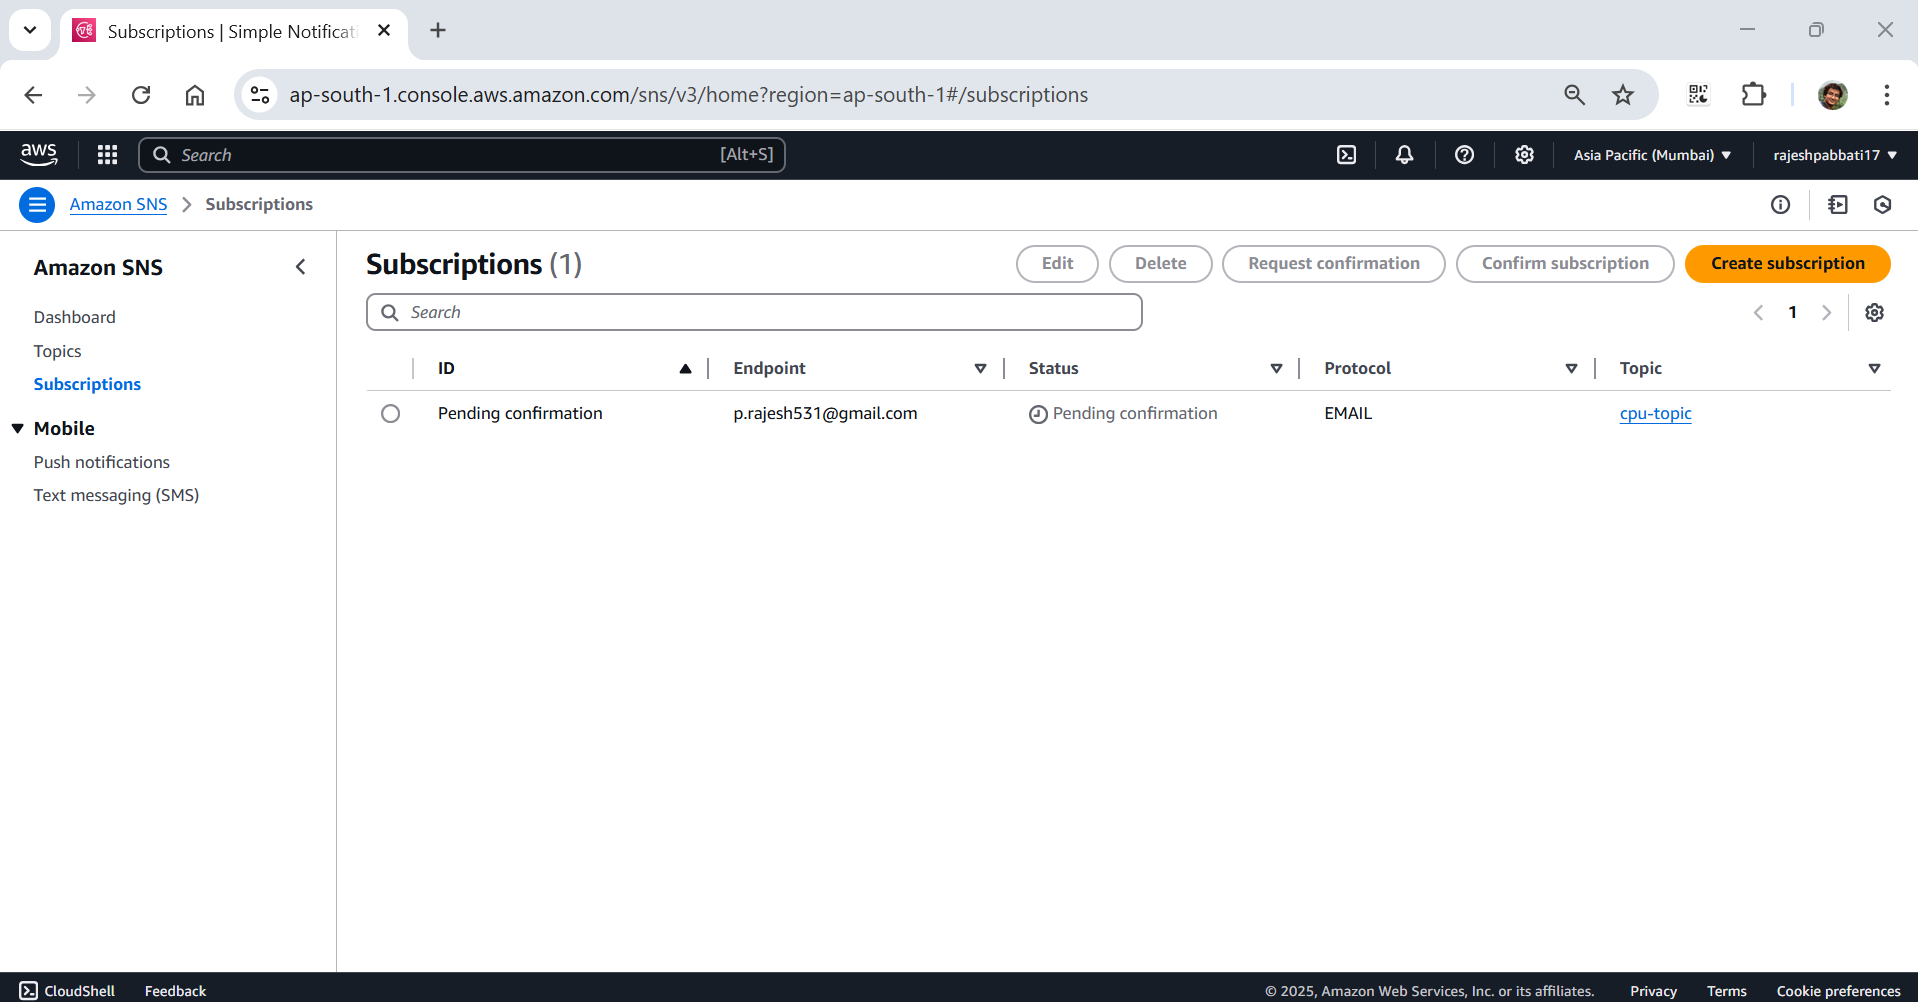 Subscriptions | Simple Notificati
ap-south-1.console.aws.amazon.com/sns/v3/home?region=ap-south-1#/subscriptions
aws Search [Alt+S] Asia Pacific (Mumbai) rajeshpabbati17
Amazon SNS Subscriptions
Amazon SNS
Dashboard
Topics
Subscriptions
Mobile
Push notifications
Text messaging (SMS)
Subscriptions (1) Edit Delete Request confirmation Confirm subscription Create subscription
Search 1
ID Endpoint Status Protocol Topic
Pending confirmation p.rajesh531@gmail.com Pending confirmation EMAIL cpu-topic
CloudShell Feedback © 2025, Amazon Web Services, Inc. or its affiliates. Privacy Terms Cookie preferences